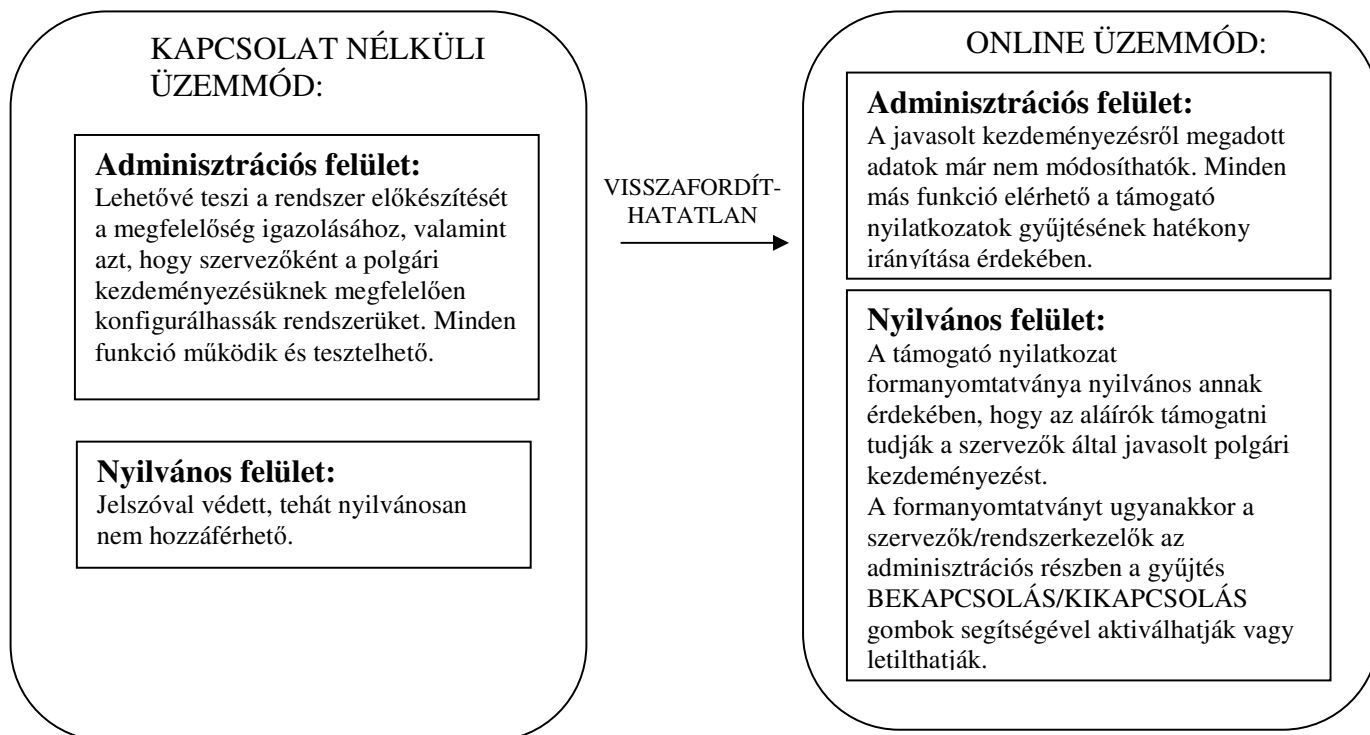 KAPCSOLAT NÉLKÜLI
ÜZEMMÓD:
Adminisztrációs felület:
Lehetővé teszi a rendszer előkészítését
a megfelelőség igazolásához, valamint
azt, hogy szervezőként a polgári
kezdeményezésüknek megfelelően
konfigurálhassák rendszerüket. Minden
funkció működik és tesztelhető.
Nyilvános felület:
Jelszóval védett, tehát nyilvánosan
nem hozzáférhető.
VISSZAFORDÍT-
HATATLAN
ONLINE ÜZEMMÓD:
Adminisztrációs felület:
A javasolt kezdeményezésről megadott
adatok már nem módosíthatók. Minden
más funkció elérhető a támogató
nyilatkozatok gyűjtésének hatékony
irányítása érdekében.
Nyilvános felület:
A támogató nyilatkozat
formanyomtatványa nyilvános annak
érdekében, hogy az aláírók támogatni
tudják a szervezők által javasolt polgári
kezdeményezést.
A formanyomtatványt ugyanakkor a
szervezők/rendszerkezelők az
adminisztrációs részben a gyűjtés
BEKAPCSOLÁS/KIKAPCSOLÁS
gombok segítségével aktiválhatják vagy
letilthatják.